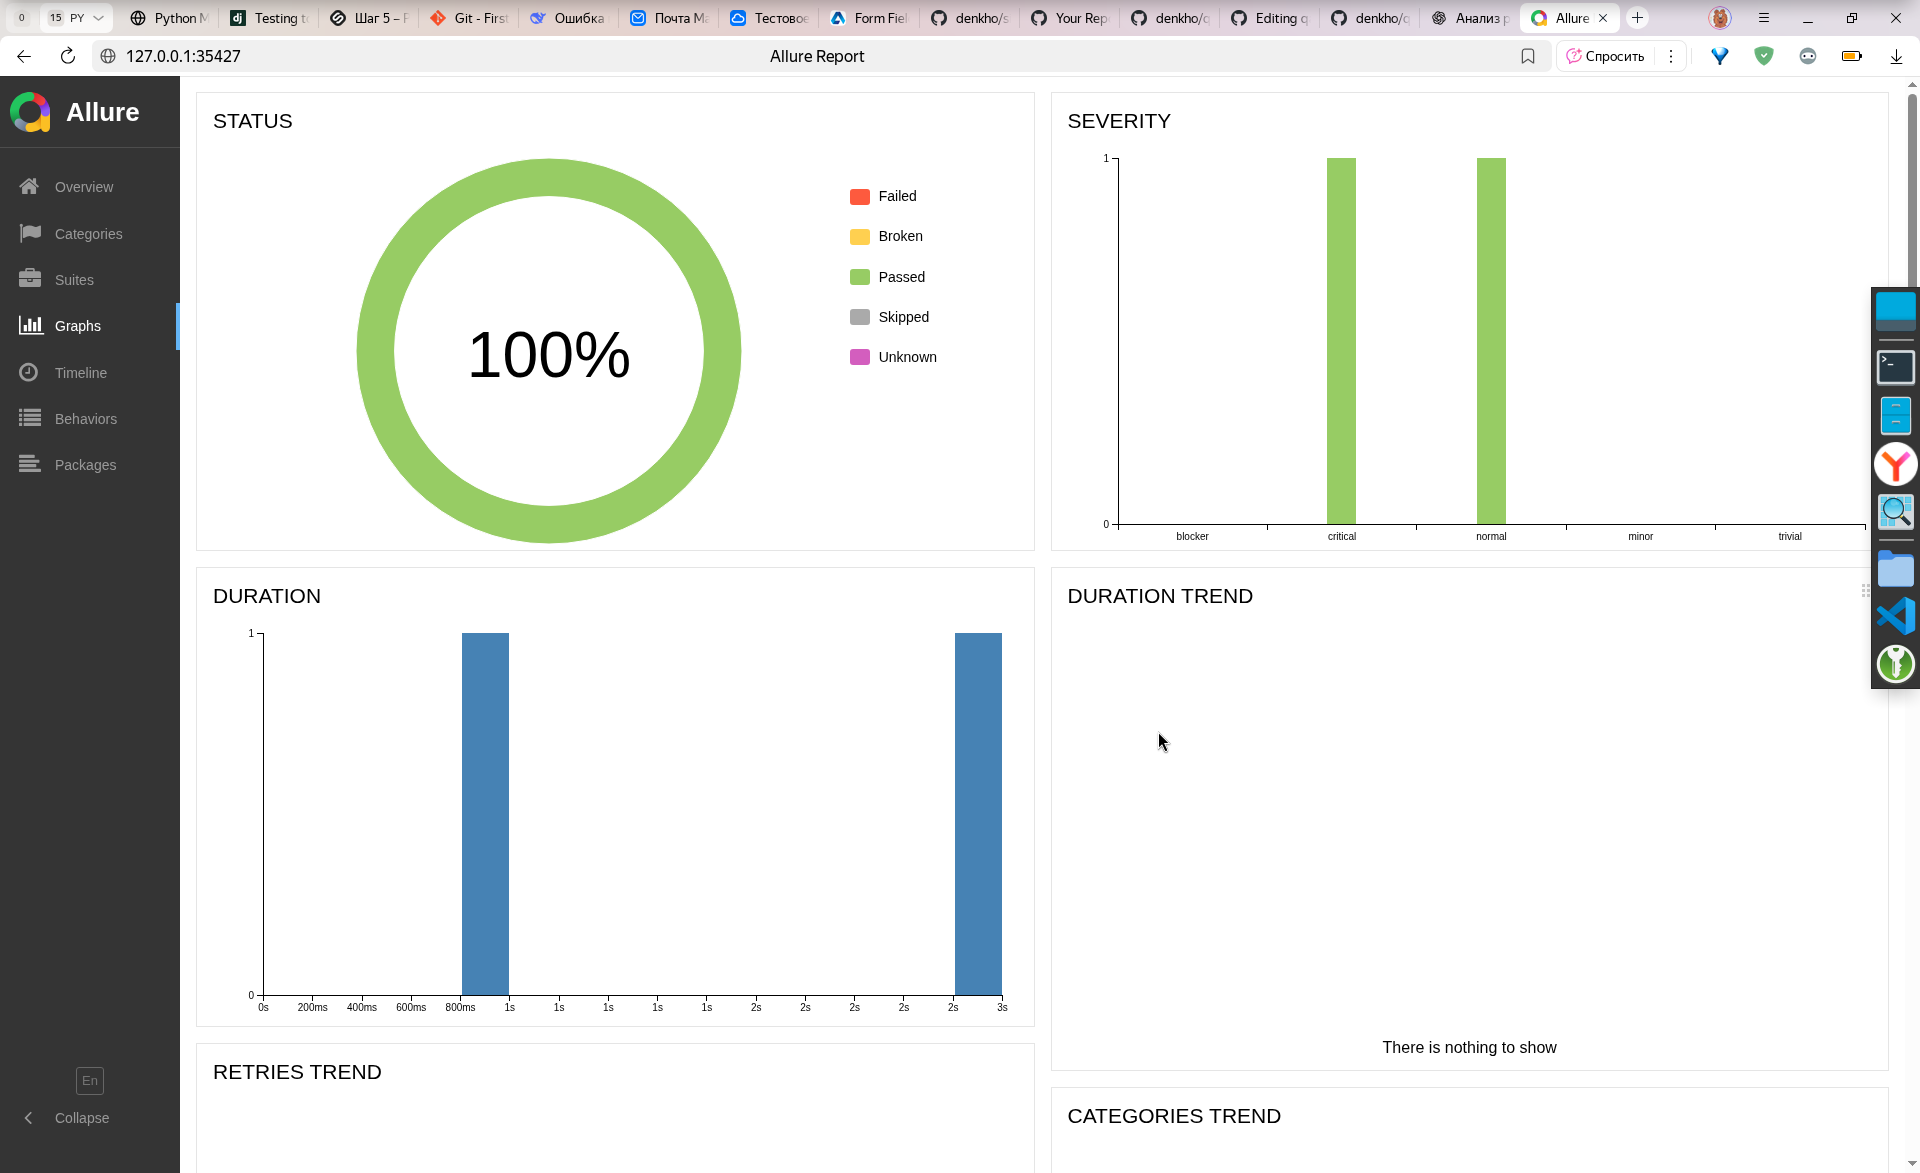 0
15 PY
Python M
Testing t
Шаг 5 –
Git - First
Ошибка
Почта Ma
Тестовое
Form Fiel
denkho/s
Your Rep
denkho/q
Editing q
denkho/q
Анализ р
Allure
127.0.0.1:35427
Allure Report
Спросить
Allure
Overview
Categories
Suites
Graphs
Timeline
Behaviors
Packages
En
Collapse
STATUS
100%
Failed
Broken
Passed
Skipped
Unknown
SEVERITY
1
0
blocker critical normal minor trivial
DURATION
1
0
0s 200ms 400ms 600ms 800ms 1s 1s 1s 1s 1s 2s 2s 2s 2s 2s 3s
DURATION TREND
There is nothing to show
RETRIES TREND
CATEGORIES TREND